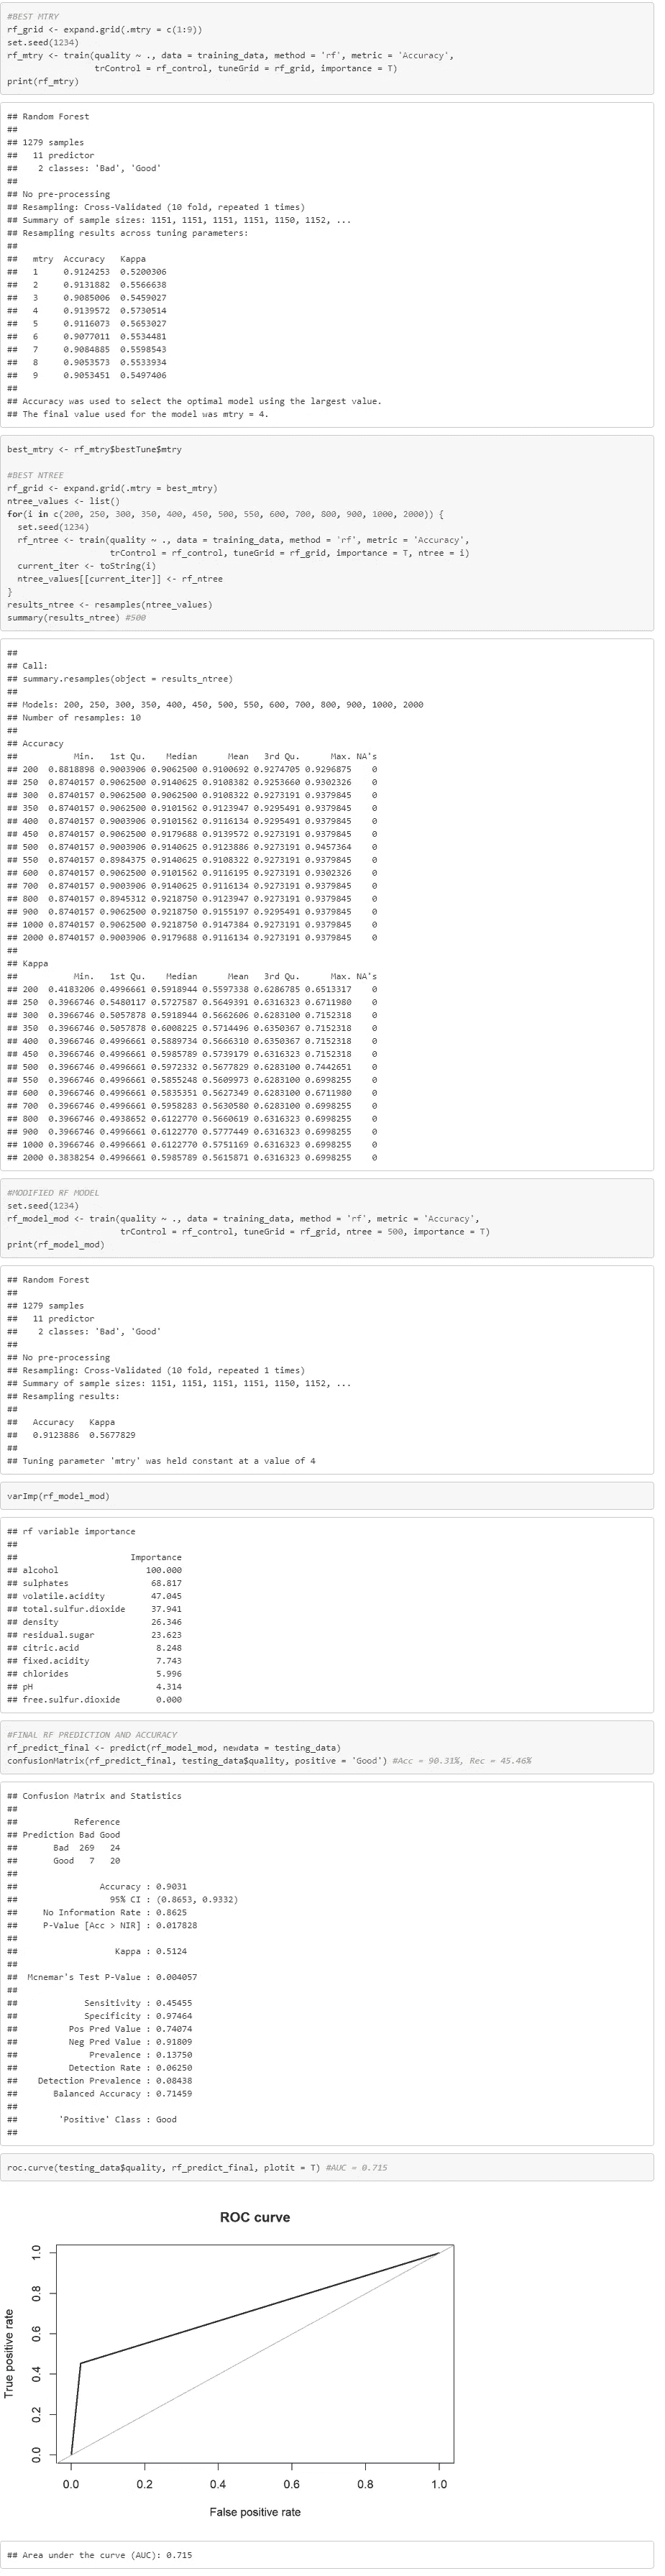 #BEST MTRY
rf_grid <- expand.grid(.mtry = c(1:9))
set.seed(1234)
rf_mtry <- train(quality ~ ., data = training_data, method = 'rf', metric = 'Accuracy',
trControl = rf_control, tuneGrid = rf_grid, importance = T)
print(rf_mtry)
## Random Forest
##
## 1279 samples
##   11 predictor
##    2 classes: 'Bad', 'Good'
##
## No pre-processing
## Resampling: Cross-Validated (10 fold, repeated 1 times)
## Summary of sample sizes: 1151, 1151, 1151, 1151, 1150, 1152, ...
## Resampling results across tuning parameters:
##
##   mtry  Accuracy   Kappa
##   1     0.9124253  0.5200306
##   2     0.9131882  0.5566638
##   3     0.9085006  0.5459027
##   4     0.9139572  0.5730514
##   5     0.9116073  0.5653027
##   6     0.9077011  0.5534481
##   7     0.9084885  0.5598543
##   8     0.9053573  0.5533934
##   9     0.9053451  0.5497406
##
## Accuracy was used to select the optimal model using the largest value.
## The final value used for the model was mtry = 4.
best_mtry <- rf_mtry$bestTune$mtry
#BEST NTREE
rf_grid <- expand.grid(.mtry = best_mtry)
ntree_values <- list()
for(i in c(200, 250, 300, 350, 400, 450, 500, 550, 600, 700, 800, 900, 1000, 2000)) {
set.seed(1234)
rf_ntree <- train(quality ~ ., data = training_data, method = 'rf', metric = 'Accuracy',
trControl = rf_control, tuneGrid = rf_grid, importance = T, ntree = i)
current_iter <- toString(i)
ntree_values[[current_iter]] <- rf_ntree
}
results_ntree <- resamples(ntree_values)
summary(results_ntree) #500
##
## Call:
## summary.resamples(object = results_ntree)
##
## Models: 200, 250, 300, 350, 400, 450, 500, 550, 600, 700, 800, 900, 1000, 2000
## Number of resamples: 10
##
## Accuracy
##           Min.   1st Qu.    Median      Mean   3rd Qu.      Max. NA's
## 200  0.8818898 0.9003906 0.9062500 0.9100692 0.9274705 0.9296875    0
## 250  0.8740157 0.9062500 0.9140625 0.9108382 0.9253660 0.9302326    0
## 300  0.8740157 0.9062500 0.9062500 0.9108322 0.9273191 0.9379845    0
## 350  0.8740157 0.9062500 0.9101562 0.9123947 0.9295491 0.9379845    0
## 400  0.8740157 0.9003906 0.9101562 0.9116134 0.9295491 0.9379845    0
## 450  0.8740157 0.9062500 0.9179688 0.9139572 0.9273191 0.9379845    0
## 500  0.8740157 0.9003906 0.9140625 0.9123886 0.9273191 0.9457364    0
## 550  0.8740157 0.8984375 0.9140625 0.9108322 0.9273191 0.9379845    0
## 600  0.8740157 0.9062500 0.9101562 0.9116195 0.9273191 0.9302326    0
## 700  0.8740157 0.9003906 0.9140625 0.9116134 0.9273191 0.9379845    0
## 800  0.8740157 0.8945312 0.9218750 0.9123947 0.9273191 0.9379845    0
## 900  0.8740157 0.9062500 0.9218750 0.9155197 0.9295491 0.9379845    0
## 1000 0.8740157 0.9062500 0.9218750 0.9147384 0.9273191 0.9379845    0
## 2000 0.8740157 0.9003906 0.9179688 0.9116134 0.9273191 0.9379845    0
##
## Kappa
##           Min.   1st Qu.    Median      Mean   3rd Qu.      Max. NA's
## 200  0.4183206 0.4996661 0.5918944 0.5597338 0.6286785 0.6513317    0
## 250  0.3966746 0.5480117 0.5727587 0.5649391 0.6316323 0.6711980    0
## 300  0.3966746 0.5057878 0.5918944 0.5662606 0.6283100 0.7152318    0
## 350  0.3966746 0.5057878 0.6008225 0.5714496 0.6350367 0.7152318    0
## 400  0.3966746 0.4996661 0.5889734 0.5666310 0.6350367 0.7152318    0
## 450  0.3966746 0.4996661 0.5985789 0.5739179 0.6316323 0.7152318    0
## 500  0.3966746 0.4996661 0.5972332 0.5677829 0.6283100 0.7442651    0
## 550  0.3966746 0.4996661 0.5855248 0.5609973 0.6283100 0.6998255    0
## 600  0.3966746 0.4996661 0.5835351 0.5627349 0.6283100 0.6711980    0
## 700  0.3966746 0.4996661 0.5958283 0.5630580 0.6283100 0.6998255    0
## 800  0.3966746 0.4938652 0.6122770 0.5660619 0.6316323 0.6998255    0
## 900  0.3966746 0.4996661 0.6122770 0.5777449 0.6316323 0.6998255    0
## 1000 0.3966746 0.4996661 0.6122770 0.5751169 0.6316323 0.6998255    0
## 2000 0.3838254 0.4996661 0.5985789 0.5615871 0.6316323 0.6998255    0
#MODIFIED RF MODEL
set.seed(1234)
rf_model_mod <- train(quality ~ ., data = training_data, method = 'rf', metric = 'Accuracy',
trControl = rf_control, tuneGrid = rf_grid, ntree = 500, importance = T)
print(rf_model_mod)
## Random Forest
##
## 1279 samples
##   11 predictor
##    2 classes: 'Bad', 'Good'
##
## No pre-processing
## Resampling: Cross-Validated (10 fold, repeated 1 times)
## Summary of sample sizes: 1151, 1151, 1151, 1151, 1150, 1152, ...
## Resampling results:
##
##   Accuracy   Kappa
##   0.9123886  0.5677829
##
## Tuning parameter 'mtry' was held constant at a value of 4
varImp(rf_model_mod)
## rf variable importance
##
##                      Importance
## alcohol                 100.000
## sulphates                68.817
## volatile.acidity         47.045
## total.sulfur.dioxide     37.941
## density                  26.346
## residual.sugar           23.623
## citric.acid               8.248
## fixed.acidity             7.743
## chlorides                 5.996
## pH                        4.314
## free.sulfur.dioxide       0.000
#FINAL RF PREDICTION AND ACCURACY
rf_predict_final <- predict(rf_model_mod, newdata = testing_data)
confusionMatrix(rf_predict_final, testing_data$quality, positive = 'Good') #Acc = 90.31%, Rec = 45.46%
## Confusion Matrix and Statistics
##
##           Reference
## Prediction Bad Good
##       Bad  269   24
##       Good   7   20
##
##                Accuracy : 0.9031
##                  95% CI : (0.8653, 0.9332)
##     No Information Rate : 0.8625
##     P-Value [Acc > NIR] : 0.017828
##
##                   Kappa : 0.5124
##
##  Mcnemar's Test P-Value : 0.004057
##
##             Sensitivity : 0.45455
##             Specificity : 0.97464
##          Pos Pred Value : 0.74074
##          Neg Pred Value : 0.91809
##              Prevalence : 0.13750
##          Detection Rate : 0.06250
##    Detection Prevalence : 0.08438
##       Balanced Accuracy : 0.71459
##
##        'Positive' Class : Good
##
roc.curve(testing_data$quality, rf_predict_final, plotit = T) #AUC = 0.715
ROC curve
1.0
0.8
0.6
0.4
0.2
0.0
True positive rate
0.0 0.2 0.4 0.6 0.8 1.0
False positive rate
## Area under the curve (AUC): 0.715